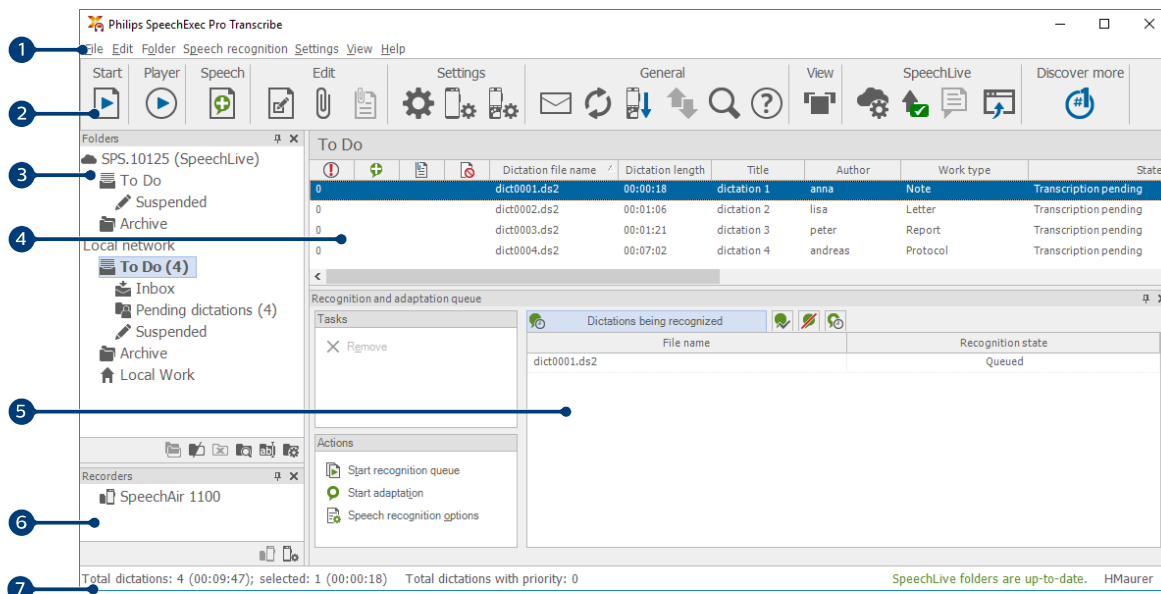 Philips SpeechExec Pro Transcribe
1
File Edit Folder Speech recognition Settings View Help
Start Player Speech Edit Settings General View SpeechLive Discover more
2
#1
Folders
SPS.10125 (SpeechLive)
3
To Do
Suspended
Archive
Local network
To Do (4)
Inbox
Pending dictations (4)
Suspended
Archive
Local Work
To Do
Dictation file name Dictation length Title Author Work type State
0 dict0001.ds2 00:00:18 dictation 1 anna Note Transcription pending
0 dict0002.ds2 00:01:06 dictation 2 lisa Letter Transcription pending
0 dict0003.ds2 00:01:21 dictation 3 peter Report Transcription pending
4
0 dict0004.ds2 00:07:02 dictation 4 andreas Protocol Transcription pending
Recognition and adaptation queue
Tasks
Remove
Dictations being recognized
File name Recognition state
dict0001.ds2 Queued
5
Actions
Start recognition queue
Start adaptation
Speech recognition options
ab
Recorders
SpeechAir 1100
6
Total dictations: 4 (00:09:47); selected: 1 (00:00:18) Total dictations with priority: 0 SpeechLive folders are up-to-date. HMaurer
7